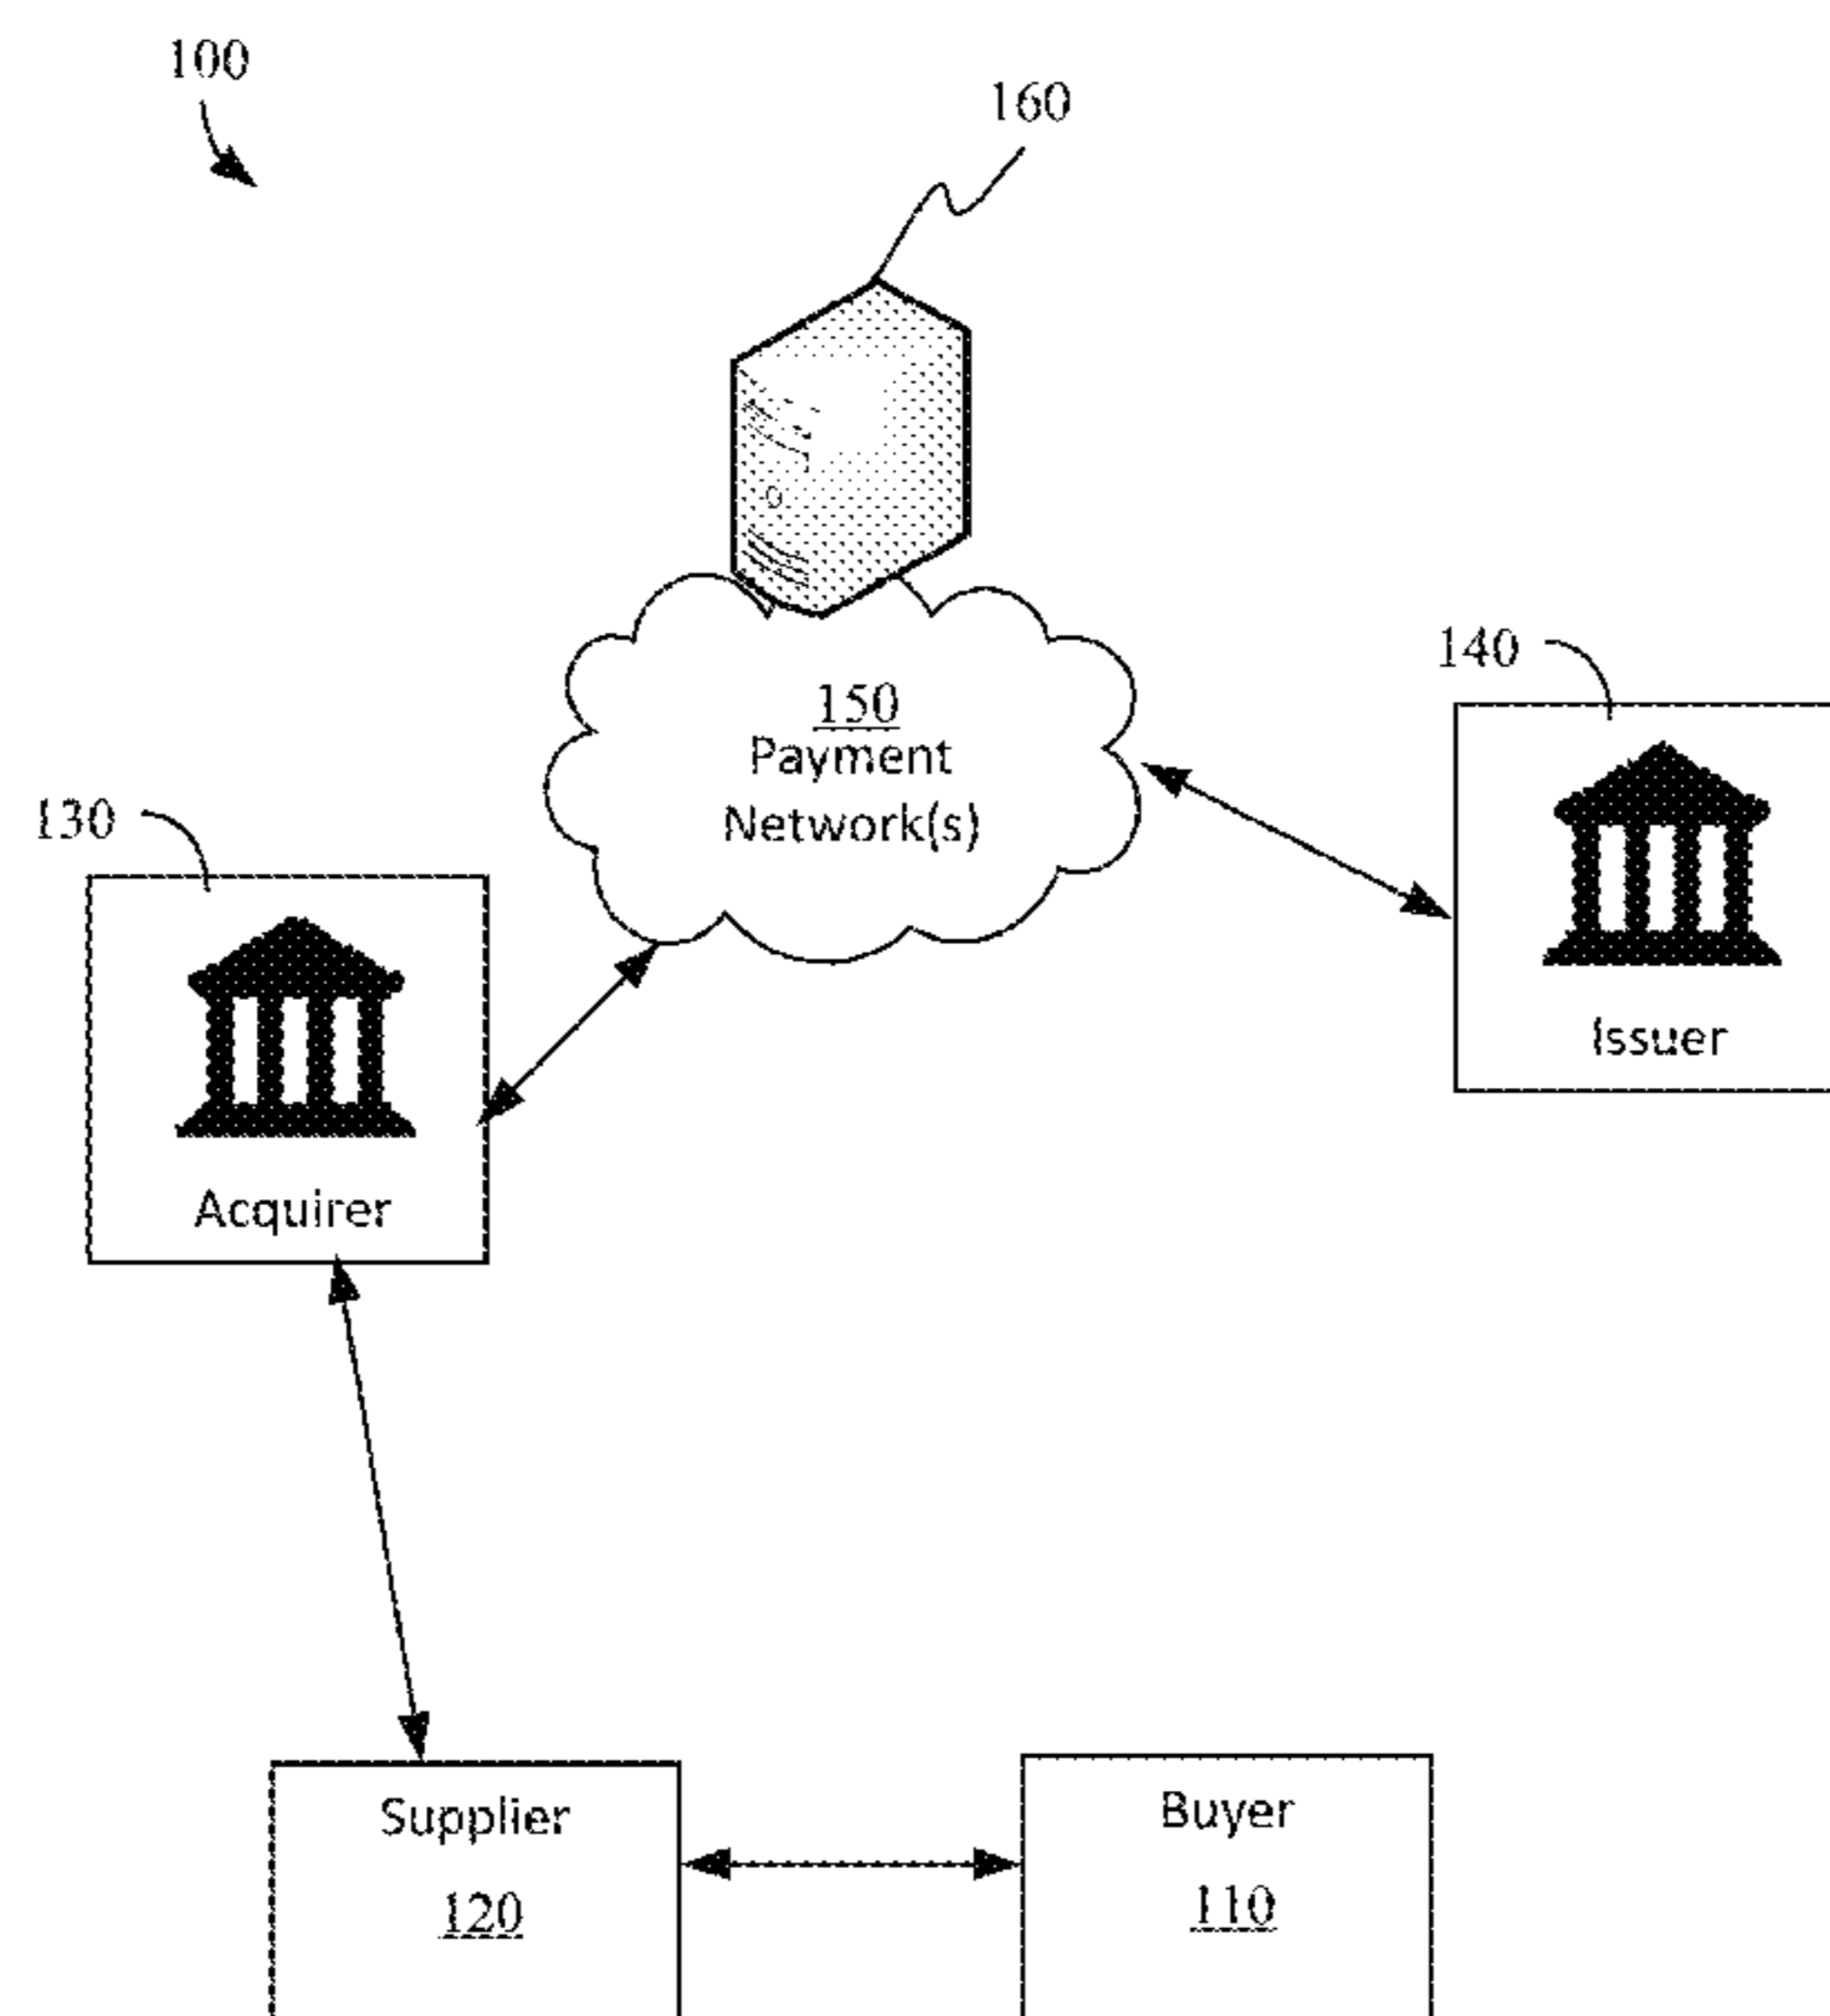 100
160
150
Payment
Network(s)
140
Issuer
130
Acquirer
Supplier
120
Buyer
110